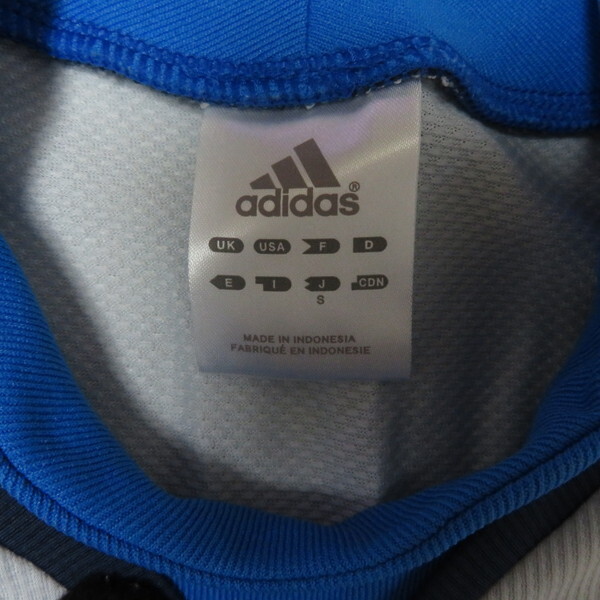 adidas®
UK USA F D
E I J CDN
S
MADE IN INDONESIA
FABRIQUÉ EN INDONESIE